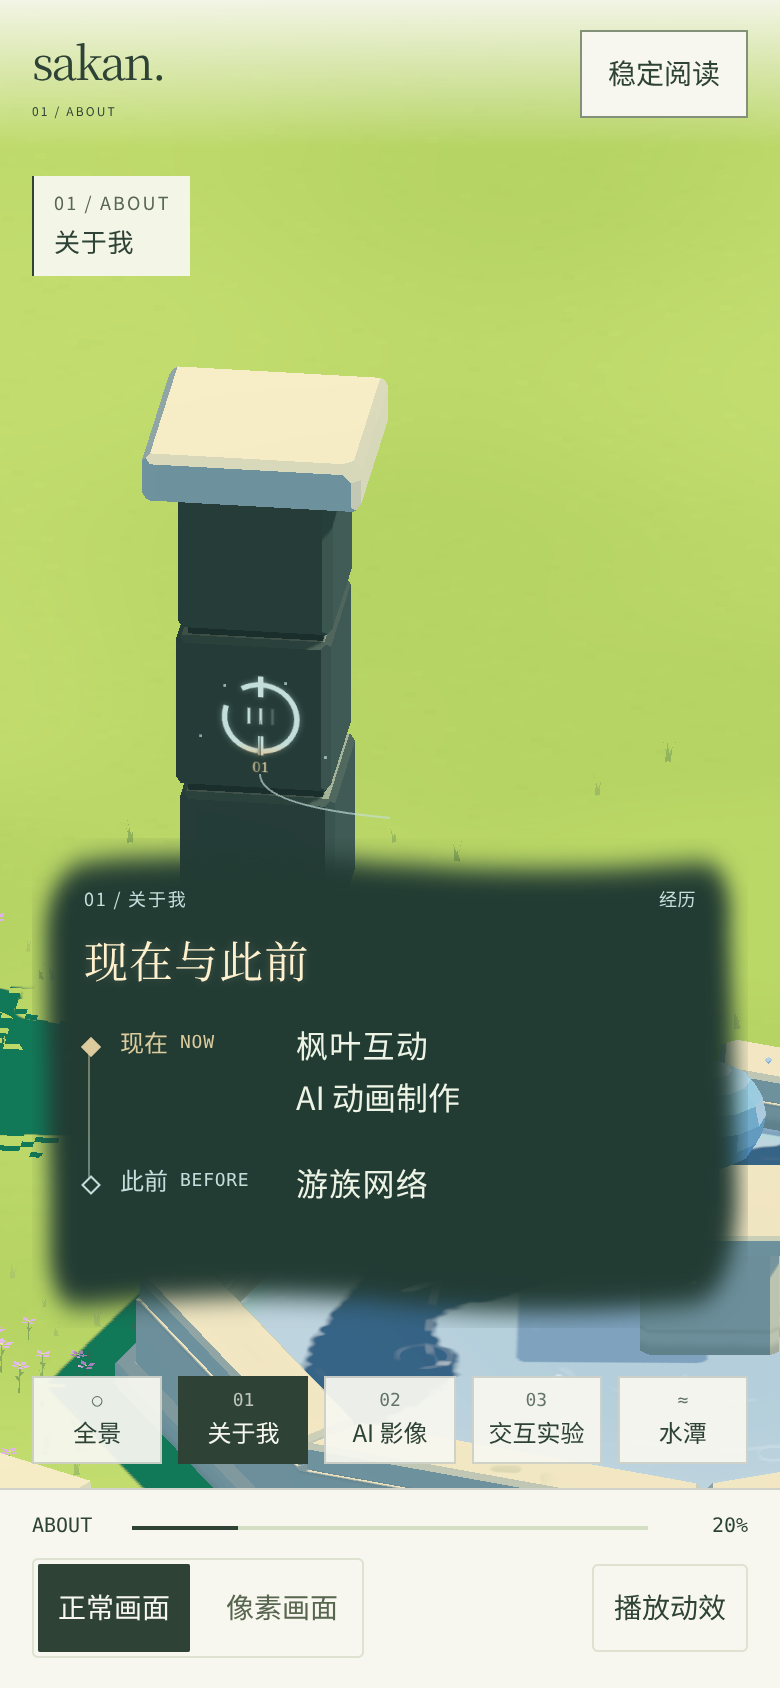 sakan.
稳定阅读
01 / ABOUT
01 / ABOUT
关于我
01
01 / 关于我
经历
现在与此前
现在 NOW
枫叶互动
AI 动画制作
此前 BEFORE
游族网络
○
全景
01
关于我
02
AI 影像
03
交互实验
≈
水潭
ABOUT
20%
正常画面
像素画面
播放动效